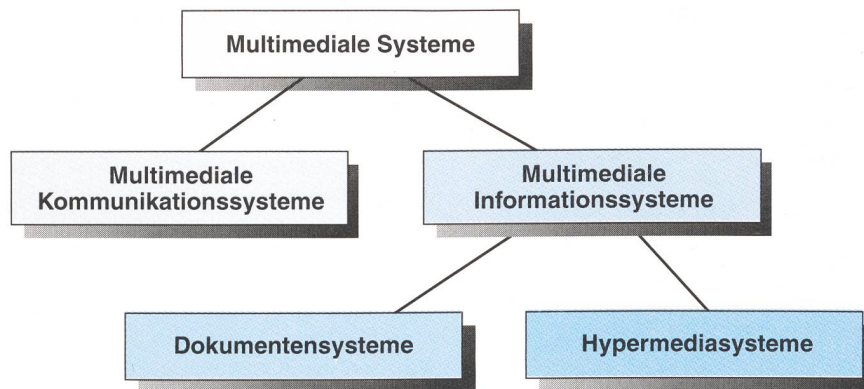 Multimediale Systeme
Multimediale
Kommunikationssysteme
Multimediale
Informationssysteme
Dokumentensysteme
Hypermediasysteme